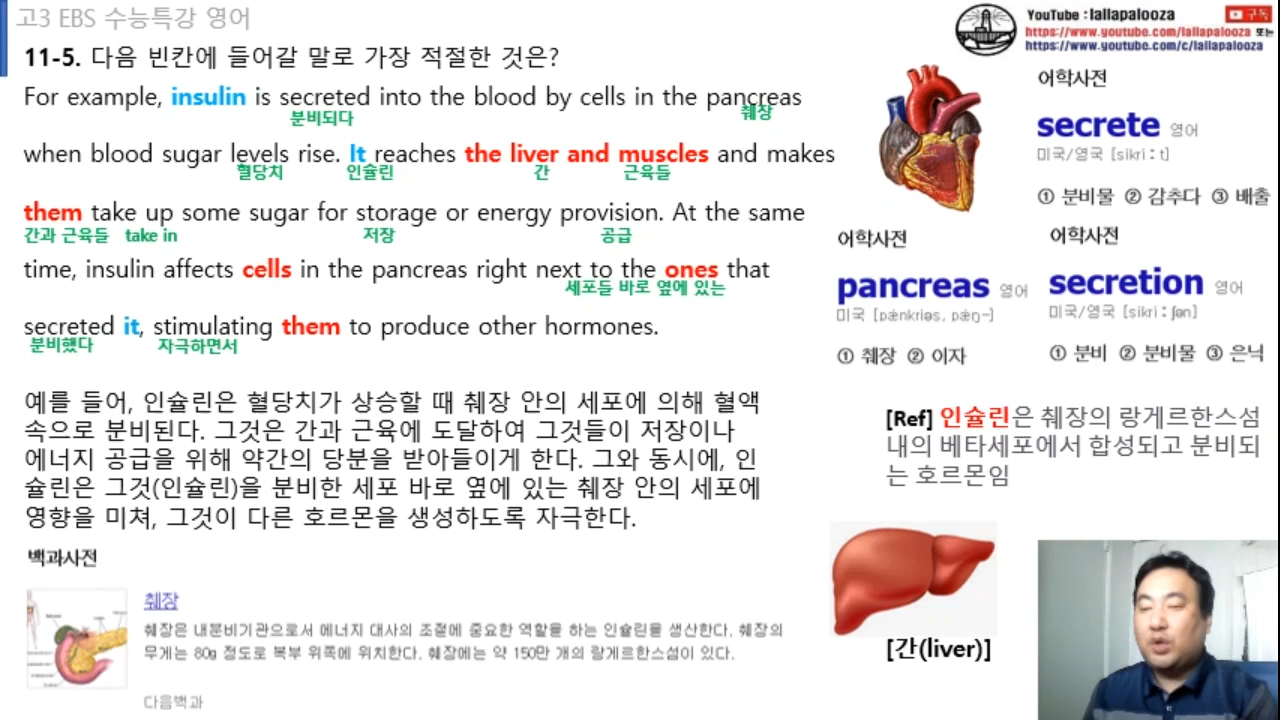 고3 EBS 수능특강 영어
YouTube : lallapalooza
구독
https://www.youtube.com/lallapalooza 또는
https://www.youtube.com/c/lallapalooza
11-5. 다음 빈칸에 들어갈 말로 가장 적절한 것은?
For example, insulin is secreted into the blood by cells in the pancreas
분비되다 췌장
when blood sugar levels rise. It reaches the liver and muscles and makes
혈당치 인슐린 간 근육들
them take up some sugar for storage or energy provision. At the same
간과 근육들 take in 저장 공급
time, insulin affects cells in the pancreas right next to the ones that
세포들 바로 옆에 있는
secreted it, stimulating them to produce other hormones.
분비했다 자극하면서
예를 들어, 인슐린은 혈당치가 상승할 때 췌장 안의 세포에 의해 혈액
속으로 분비된다. 그것은 간과 근육에 도달하여 그것들이 저장이나
에너지 공급을 위해 약간의 당분을 받아들이게 한다. 그와 동시에, 인
슐린은 그것(인슐린)을 분비한 세포 바로 옆에 있는 췌장 안의 세포에
영향을 미쳐, 그것이 다른 호르몬을 생성하도록 자극한다.
백과사전
췌장
췌장은 내분비기관으로서 에너지 대사의 조절에 중요한 역할을 하는 인슐린을 생산한다. 췌장의
무게는 80g 정도로 복부 위쪽에 위치한다. 췌장에는 약 150만 개의 랑게르한스섬이 있다.
다음백과
어학사전
secrete 영어
미국/영국 [sikríːt]
① 분비물 ② 감추다 ③ 배출
어학사전
pancreas 영어
미국 [pǽnkriəs, pǽŋ-]
① 췌장 ② 이자
어학사전
secretion 영어
미국/영국 [sikríːʃən]
① 분비 ② 분비물 ③ 은닉
[Ref] 인슐린은 췌장의 랑게르한스섬
내의 베타세포에서 합성되고 분비되
는 호르몬임
[간(liver)]